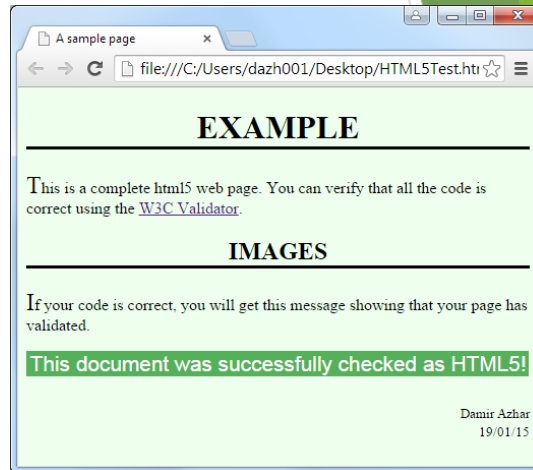 A sample page
file:///C:/Users/dazh001/Desktop/HTML5Test.htı
EXAMPLE
This is a complete html5 web page. You can verify that all the code is
correct using the W3C Validator.
IMAGES
If your code is correct, you will get this message showing that your page has
validated.
This document was successfully checked as HTML5!
Damir Azhar
19/01/15